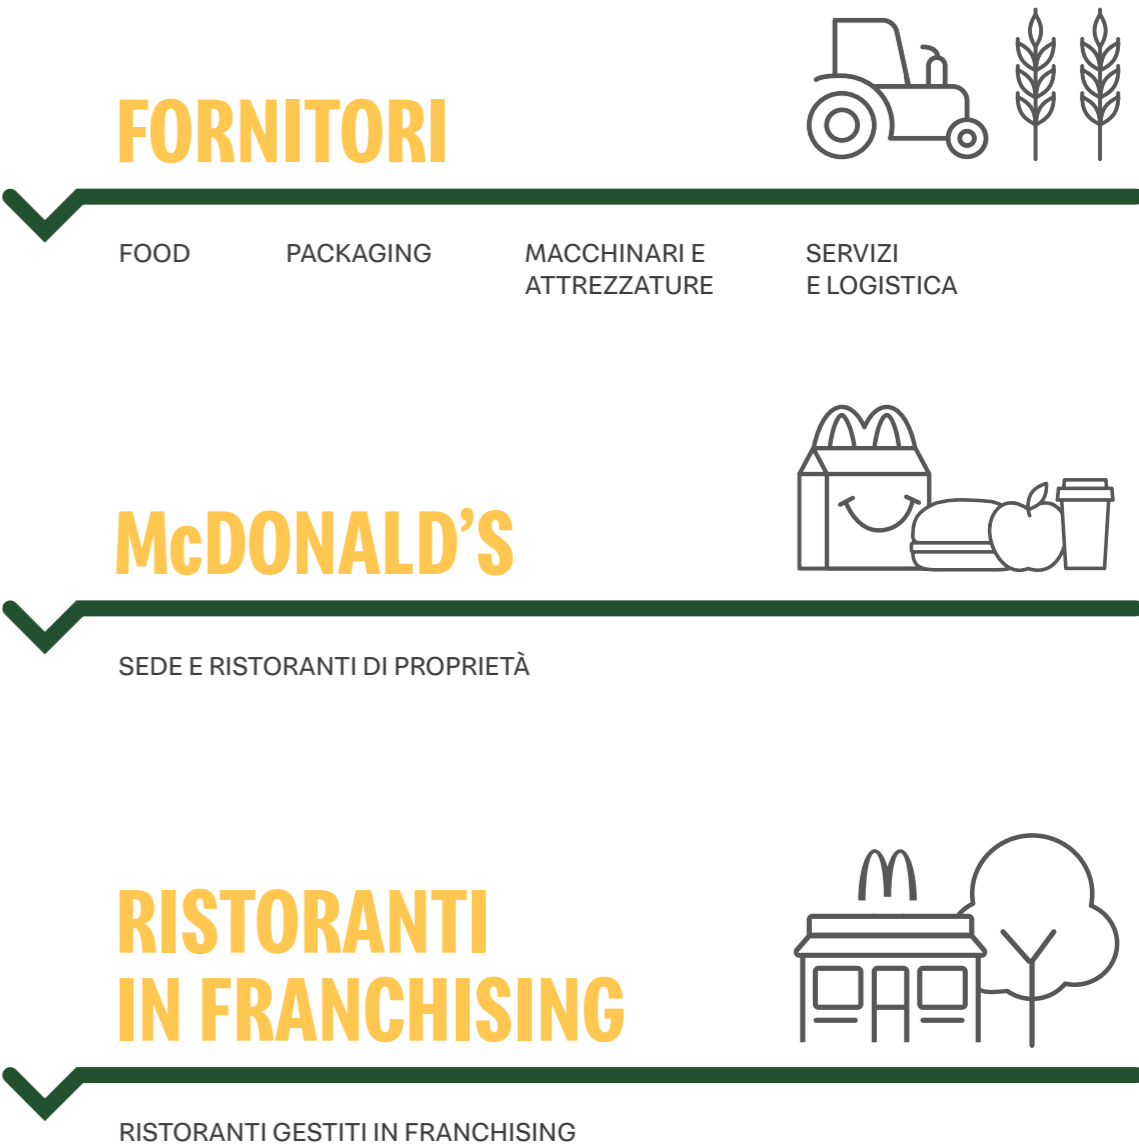 FORNITORI
FOOD
PACKAGING
MACCHINARI E
ATTREZZATURE
SERVIZI
E LOGISTICA
McDONALD’S
SEDE E RISTORANTI DI PROPRIETÀ
RISTORANTI
IN FRANCHISING
RISTORANTI GESTITI IN FRANCHISING